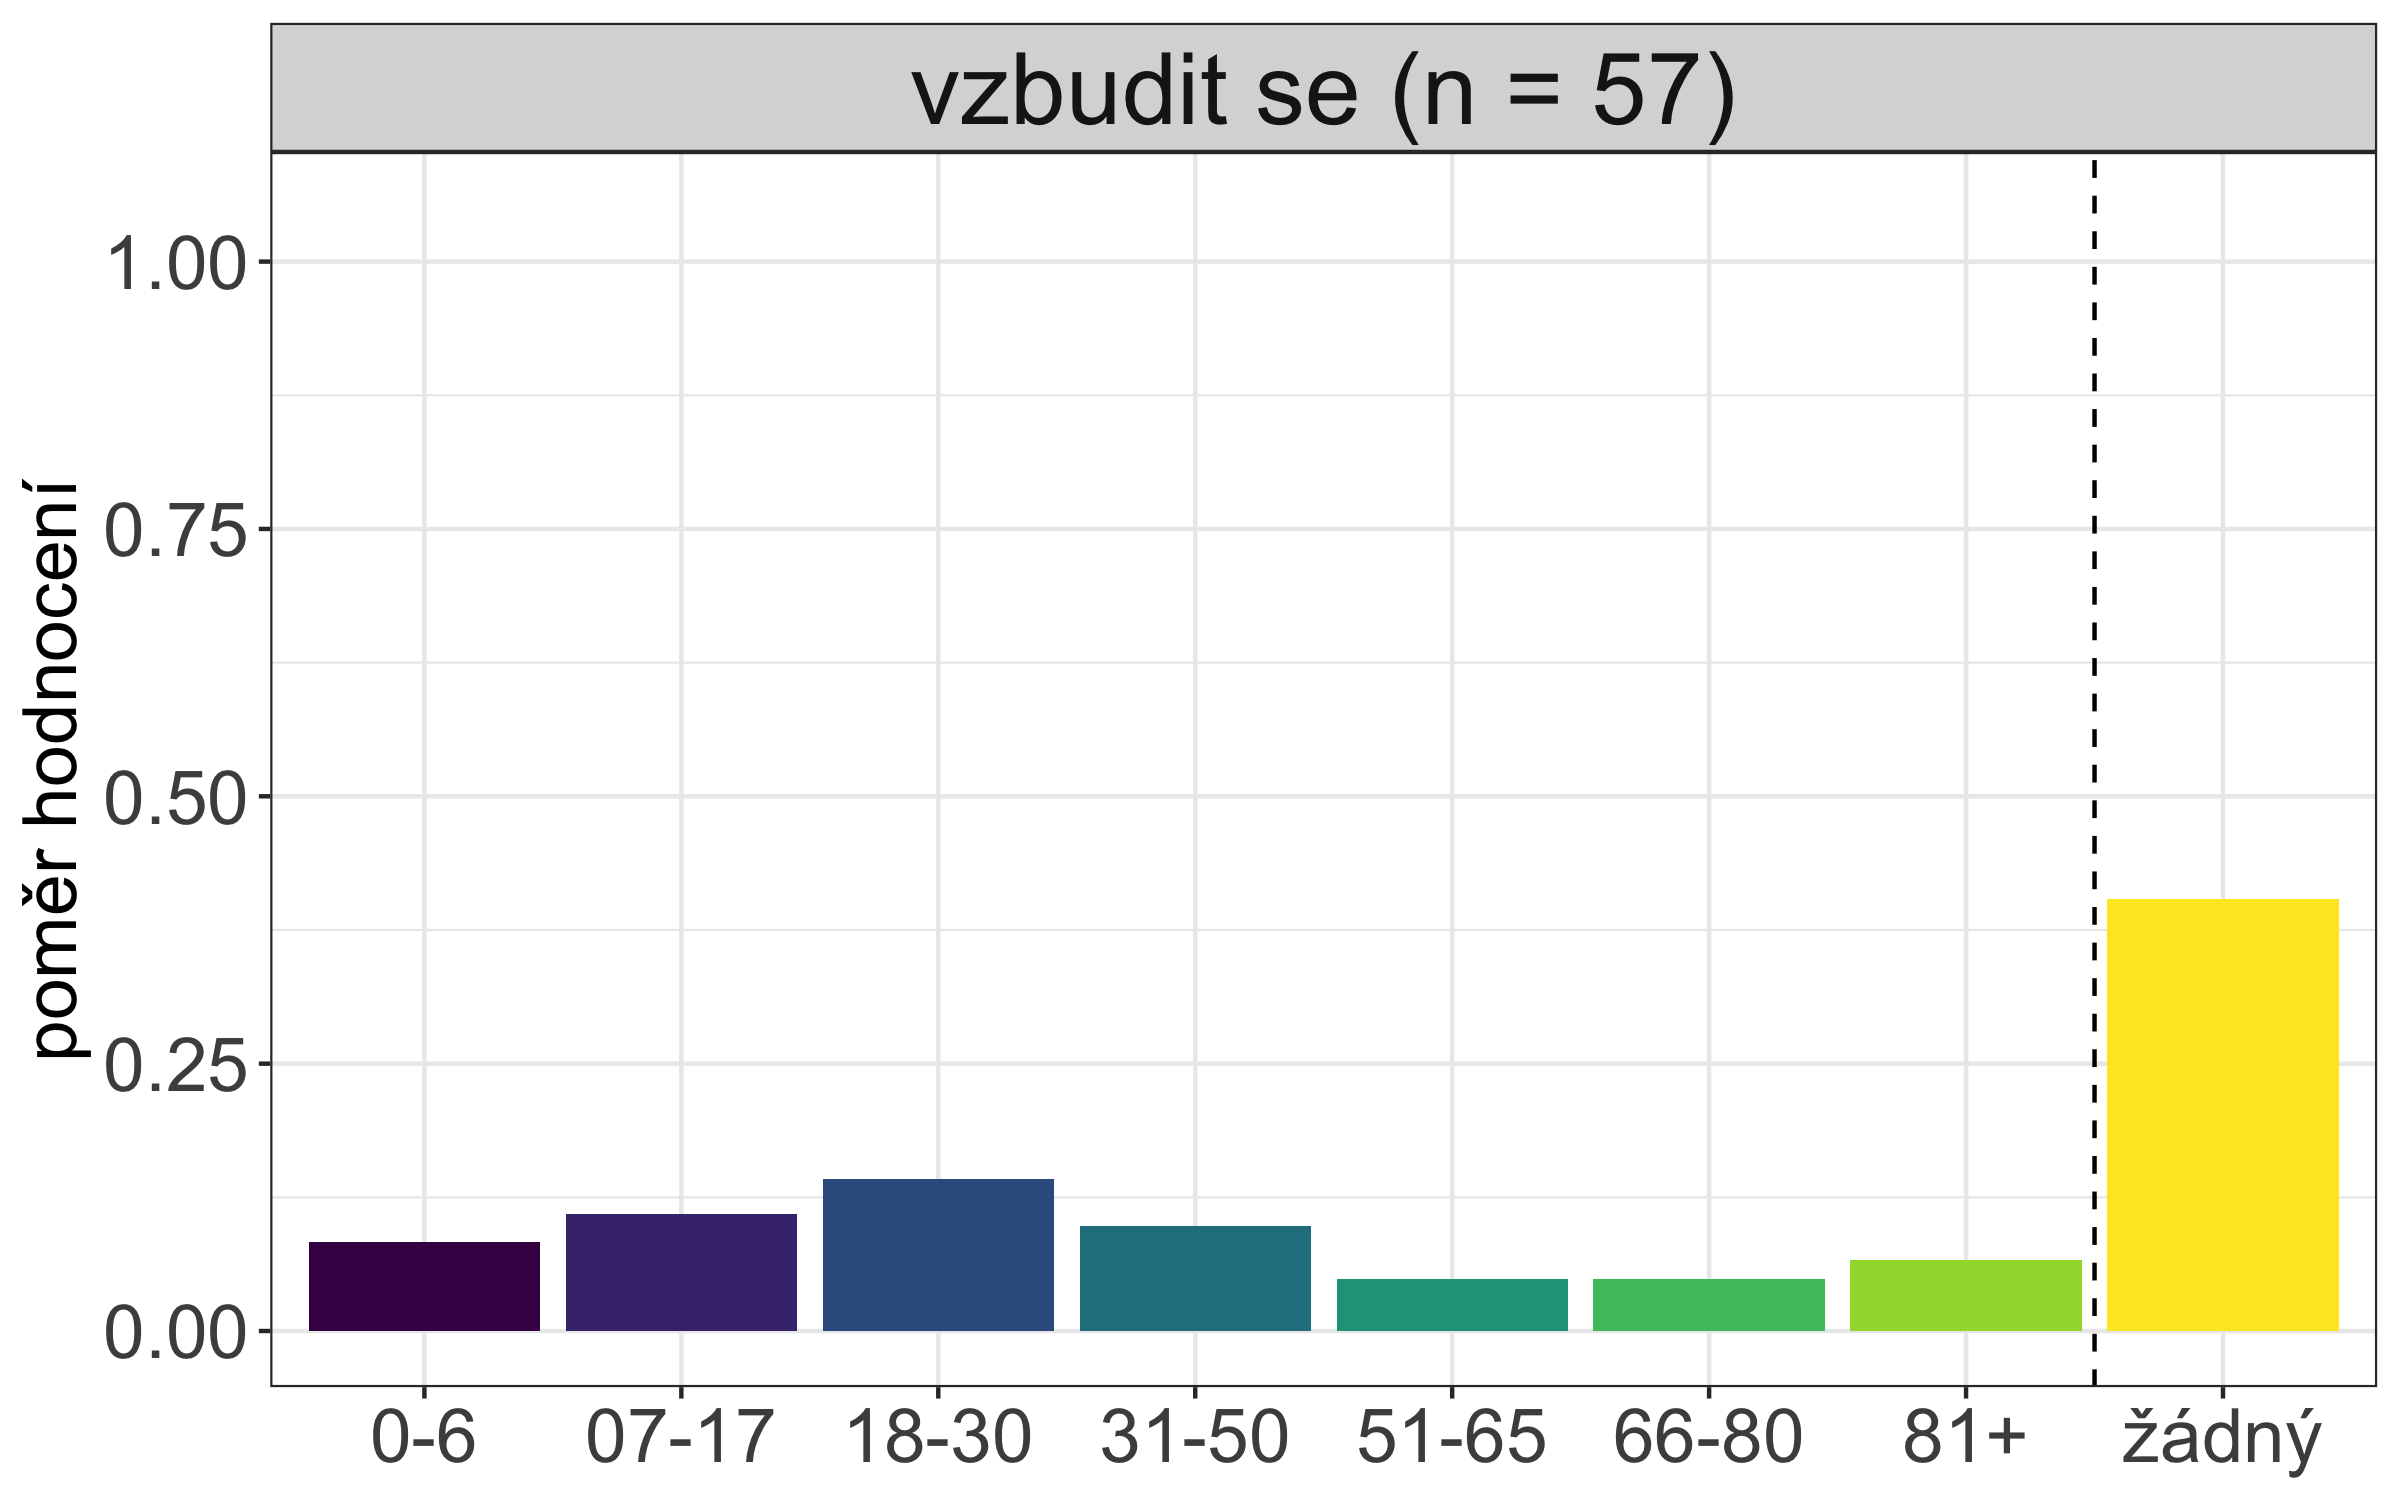 vzbudit se (n = 57)
poměr hodnocení
1.00
0.75
0.50
0.25
0.00
0-6 07-17 18-30 31-50 51-65 66-80 81+ žádný